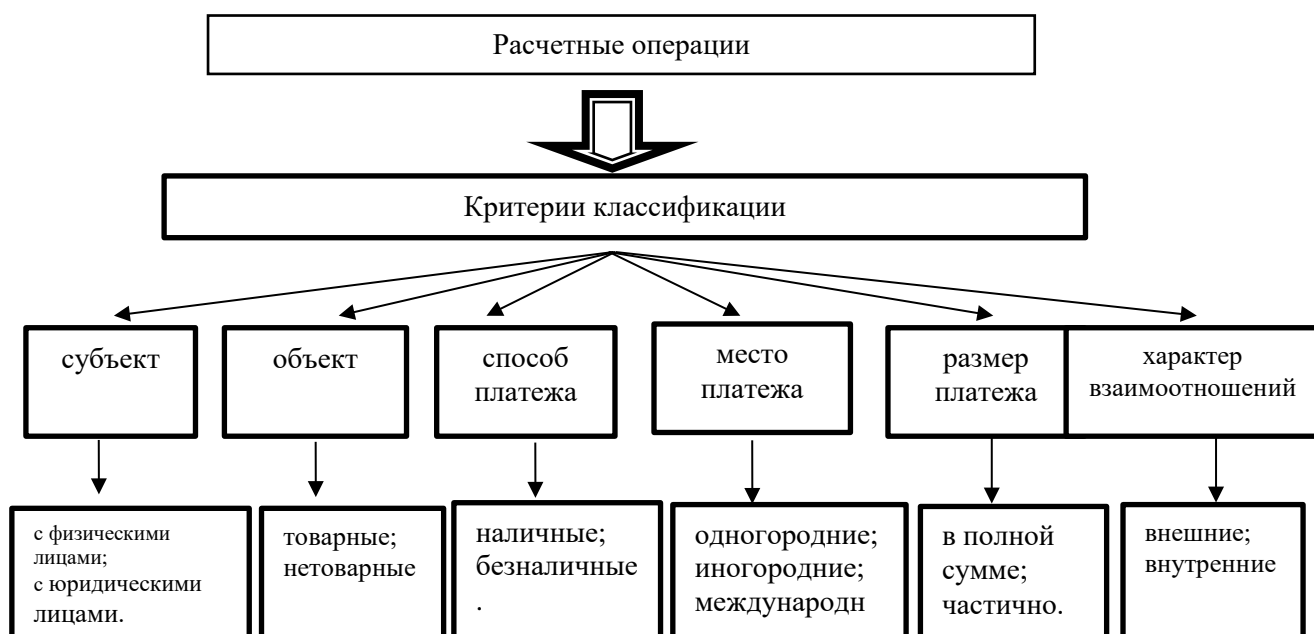 Расчетные операции
Критерии классификации
субъект
объект
способ
платежа
место
платежа
размер
платежа
характер
взаимоотношений
с физическими
лицами;
с юридическими
лицами.
товарные;
нетоварные
наличные;
безналичные
.
одногородние;
иногородние;
международн
в полной
сумме;
частично.
внешние;
внутренние